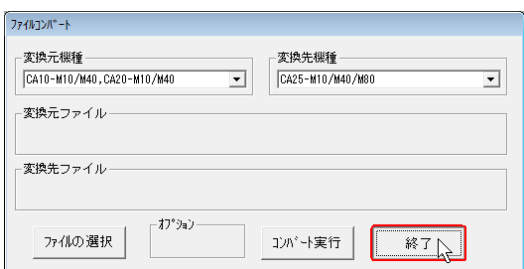 ﾌｧｲﾙｺﾝﾊﾞｰﾄ
変換元機種
変換先機種
CA10-M10/M40,CA20-M10/M40
CA25-M10/M40/M80
変換元ファイル
変換先ファイル
ｵﾌﾟｼｮﾝ
ﾌｧｲﾙの選択
ｺﾝﾊﾞｰﾄ実行
終了